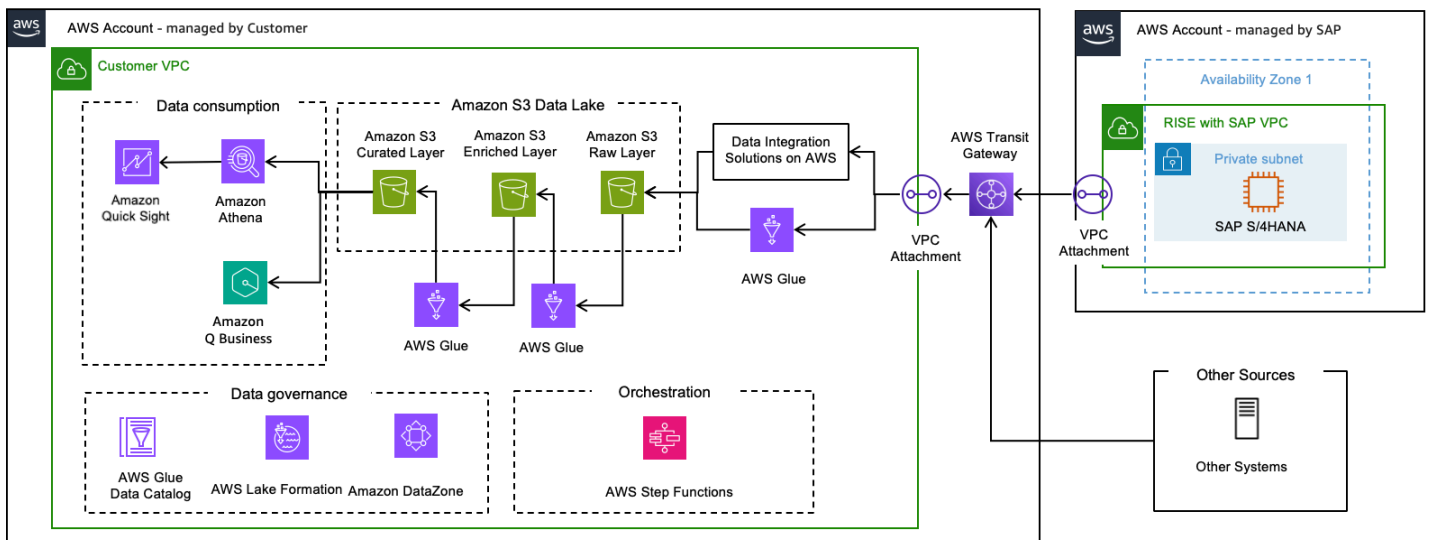 aws
AWS Account - managed by Customer
Customer VPC
Data consumption
Amazon
Quick Sight
Amazon
Athena
Amazon
Q Business
Amazon S3 Data Lake
Amazon S3
Curated Layer
Amazon S3
Enriched Layer
Amazon S3
Raw Layer
AWS Glue
AWS Glue
Data Integration
Solutions on AWS
AWS Glue
VPC
Attachment
AWS Transit
Gateway
Data governance
AWS Glue
Data Catalog
AWS Lake Formation
Amazon DataZone
Orchestration
AWS Step Functions
aws
AWS Account - managed by SAP
Availability Zone 1
RISE with SAP VPC
Private subnet
SAP S/4HANA
VPC
Attachment
Other Sources
Other Systems